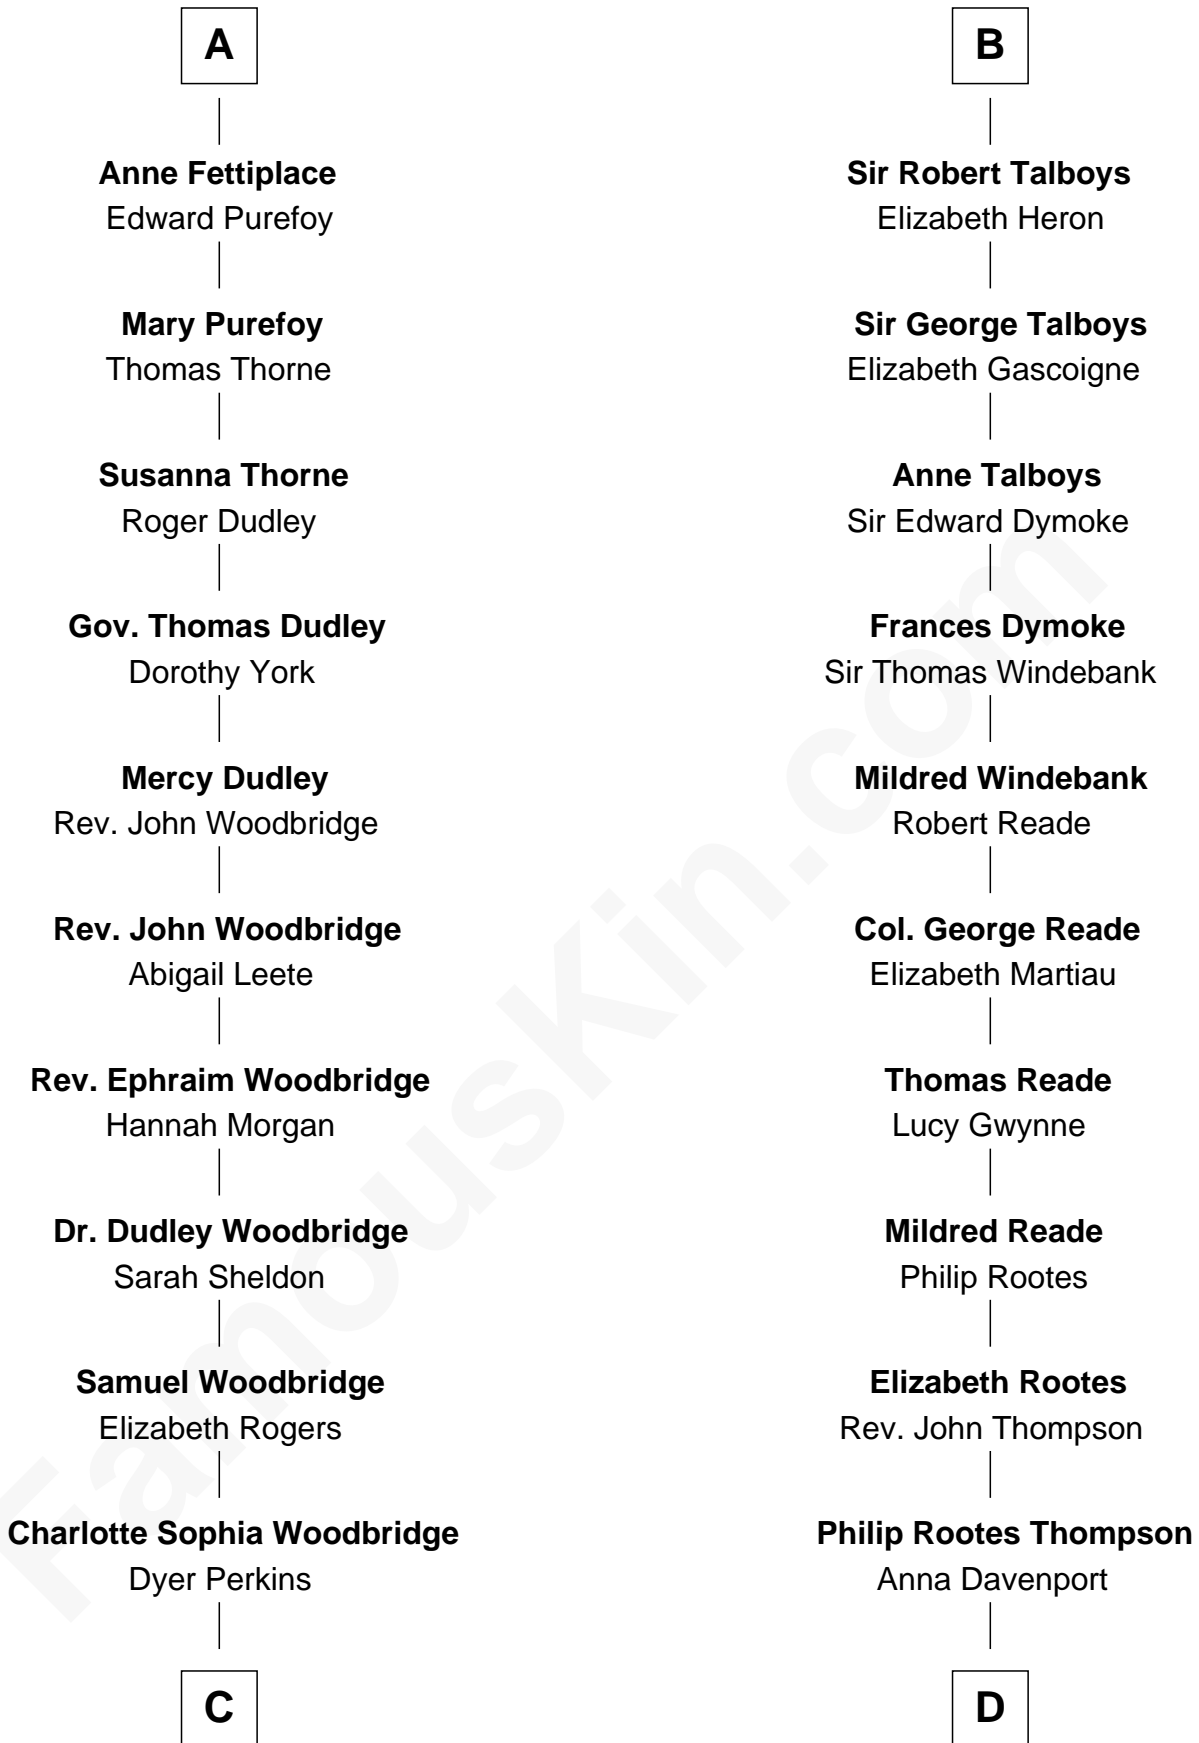 A
Anne Fettiplace
Edward Purefoy
Mary Purefoy
Thomas Thorne
Susanna Thorne
Roger Dudley
Gov. Thomas Dudley
Dorothy York
Mercy Dudley
Rev. John Woodbridge
Rev. John Woodbridge
Abigail Leete
Rev. Ephraim Woodbridge
Hannah Morgan
Dr. Dudley Woodbridge
Sarah Sheldon
Samuel Woodbridge
Elizabeth Rogers
Charlotte Sophia Woodbridge
Dyer Perkins
C
B
Sir Robert Talboys
Elizabeth Heron
Sir George Talboys
Elizabeth Gascoigne
Anne Talboys
Sir Edward Dymoke
Frances Dymoke
Sir Thomas Windebank
Mildred Windebank
Robert Reade
Col. George Reade
Elizabeth Martiau
Thomas Reade
Lucy Gwynne
Mildred Reade
Philip Rootes
Elizabeth Rootes
Rev. John Thompson
Philip Rootes Thompson
Anna Davenport
D
FamousKin.com